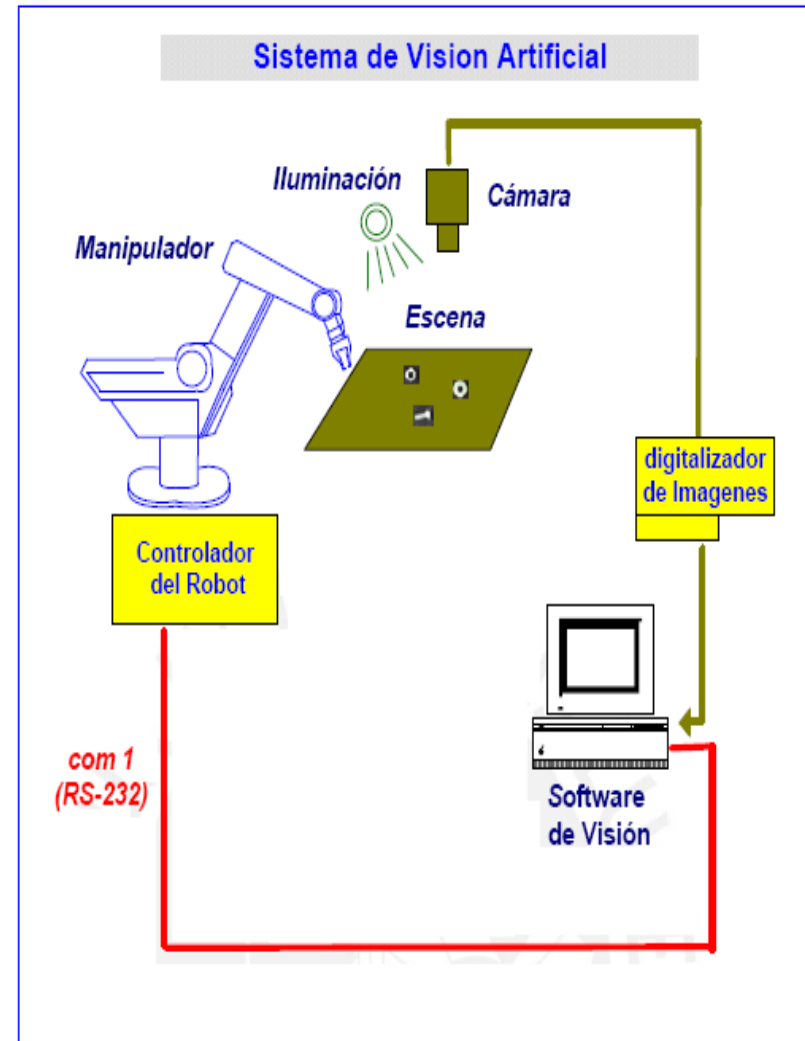 Sistema de Vision Artificial
Iluminación
Cámara
Manipulador
Escena
digitalizador
de Imagenes
Controlador
del Robot
com 1
(RS-232)
Software
de Visión